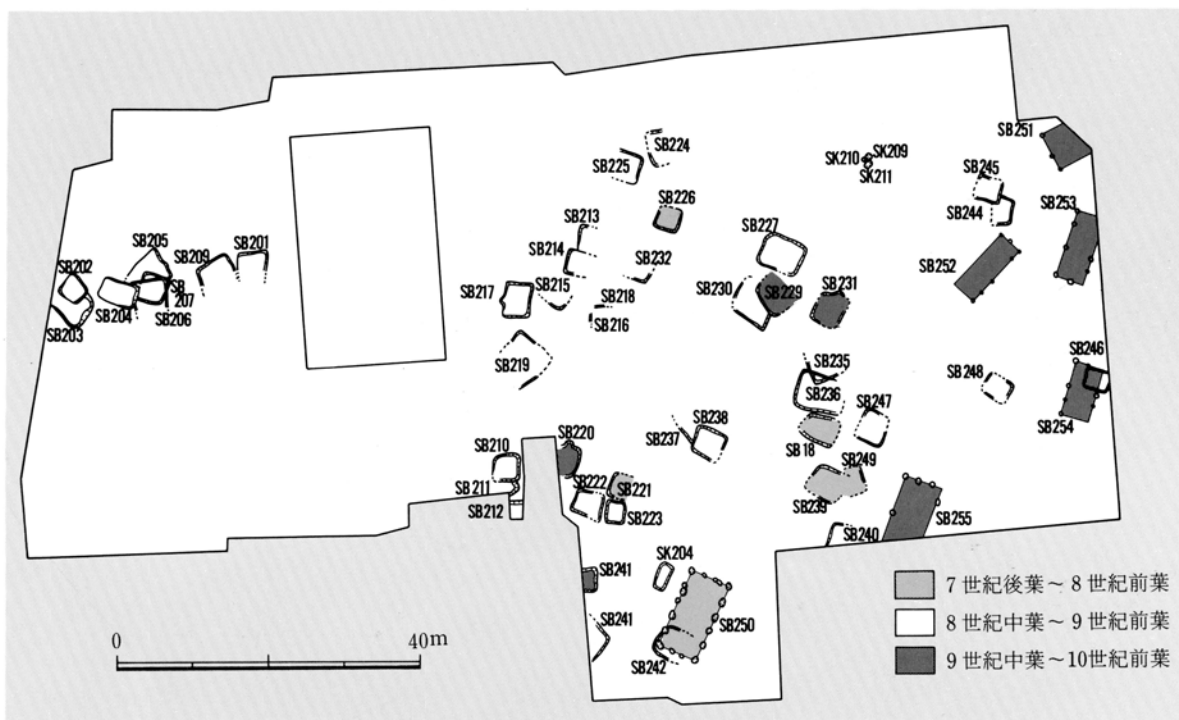 SB251
SB224
SK209
SB225
SK210
SK211
SB245
SB226
SB244
SB253
SB213
SB227
SB205
SB209
SB201
SB214
SB232
SB252
SB202
SB
207
SB217
SB215
SB218
SB230
SB229
SB231
SB204
SB206
SB203
SB216
SB219
SB235
SB246
SB248
SB236
SB247
SB238
SB237
SB254
SB220
SB18
SB210
SB249
SB222
SB221
SB211
SB239
SB212
SB223
SB240
SB255
SK204
SB241
SB241
SB250
SB242
0
40m
7世紀後葉～8世紀前葉
8世紀中葉～9世紀前葉
9世紀中葉～10世紀前葉